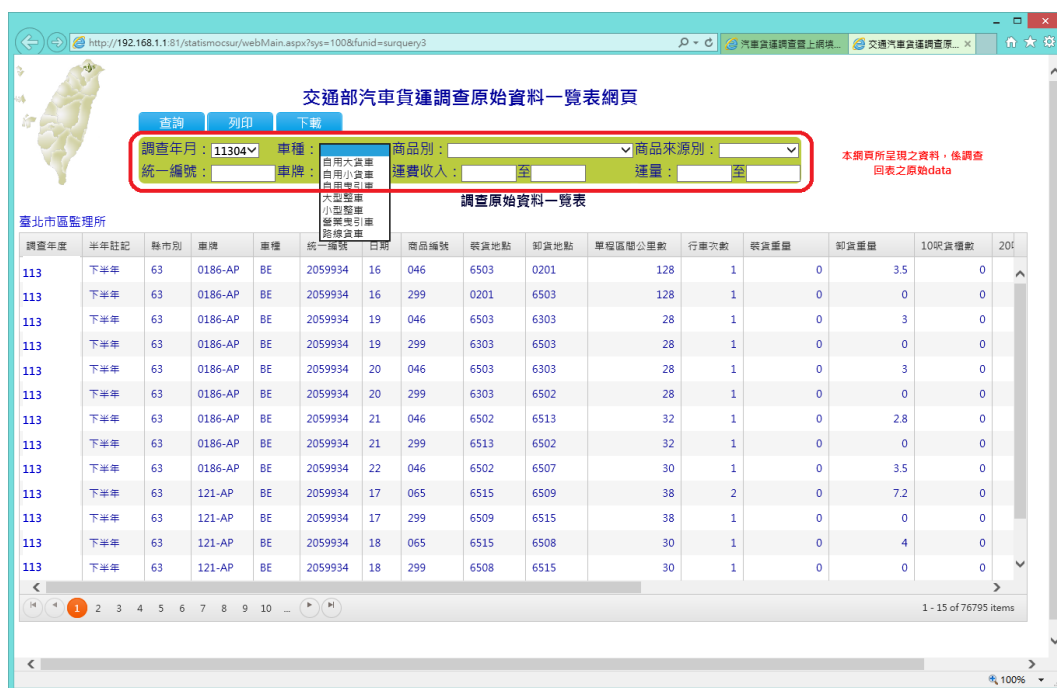 http://192.168.1.1:81/statismocsur/webMain.aspx?sys=100&funid=surquery3
汽車貨運調查暨上網填...
交通汽車貨運調查原...
交通部汽車貨運調查原始資料一覽表網頁
查詢 列印 下載
調查年月： 11304 車種： 商品別： 商品來源別：
統一編號： 車牌： 運費收入： 至 運量： 至
自用大貨車
自用小貨車
自用曳引車
大型整車
小型整車
營業曳引車
路線貨車
本網頁所呈現之資料，係調查
回表之原始data
調查原始資料一覽表
臺北市區監理所
調查年度 半年註記 縣市別 車牌 車種 統一編號 日期 商品編號 裝貨地點 卸貨地點 單程區間公里數 行車次數 裝貨重量 卸貨重量 10呎貨櫃數
113 下半年 63 0186-AP BE 2059934 16 046 6503 0201 128 1 0 3.5 0
113 下半年 63 0186-AP BE 2059934 16 299 0201 6503 128 1 0 0 0
113 下半年 63 0186-AP BE 2059934 19 046 6503 6303 28 1 0 3 0
113 下半年 63 0186-AP BE 2059934 19 299 6303 6503 28 1 0 0 0
113 下半年 63 0186-AP BE 2059934 20 046 6503 6303 28 1 0 3 0
113 下半年 63 0186-AP BE 2059934 20 299 6303 6502 28 1 0 0 0
113 下半年 63 0186-AP BE 2059934 21 046 6502 6513 32 1 0 2.8 0
113 下半年 63 0186-AP BE 2059934 21 299 6513 6502 32 1 0 0 0
113 下半年 63 0186-AP BE 2059934 22 046 6502 6507 30 1 0 3.5 0
113 下半年 63 121-AP BE 2059934 17 065 6515 6509 38 2 0 7.2 0
113 下半年 63 121-AP BE 2059934 17 299 6509 6515 38 1 0 0 0
113 下半年 63 121-AP BE 2059934 18 065 6515 6508 30 1 0 4 0
113 下半年 63 121-AP BE 2059934 18 299 6508 6515 30 1 0 0 0
1 2 3 4 5 6 7 8 9 10 ...
1 - 15 of 76795 items
100%